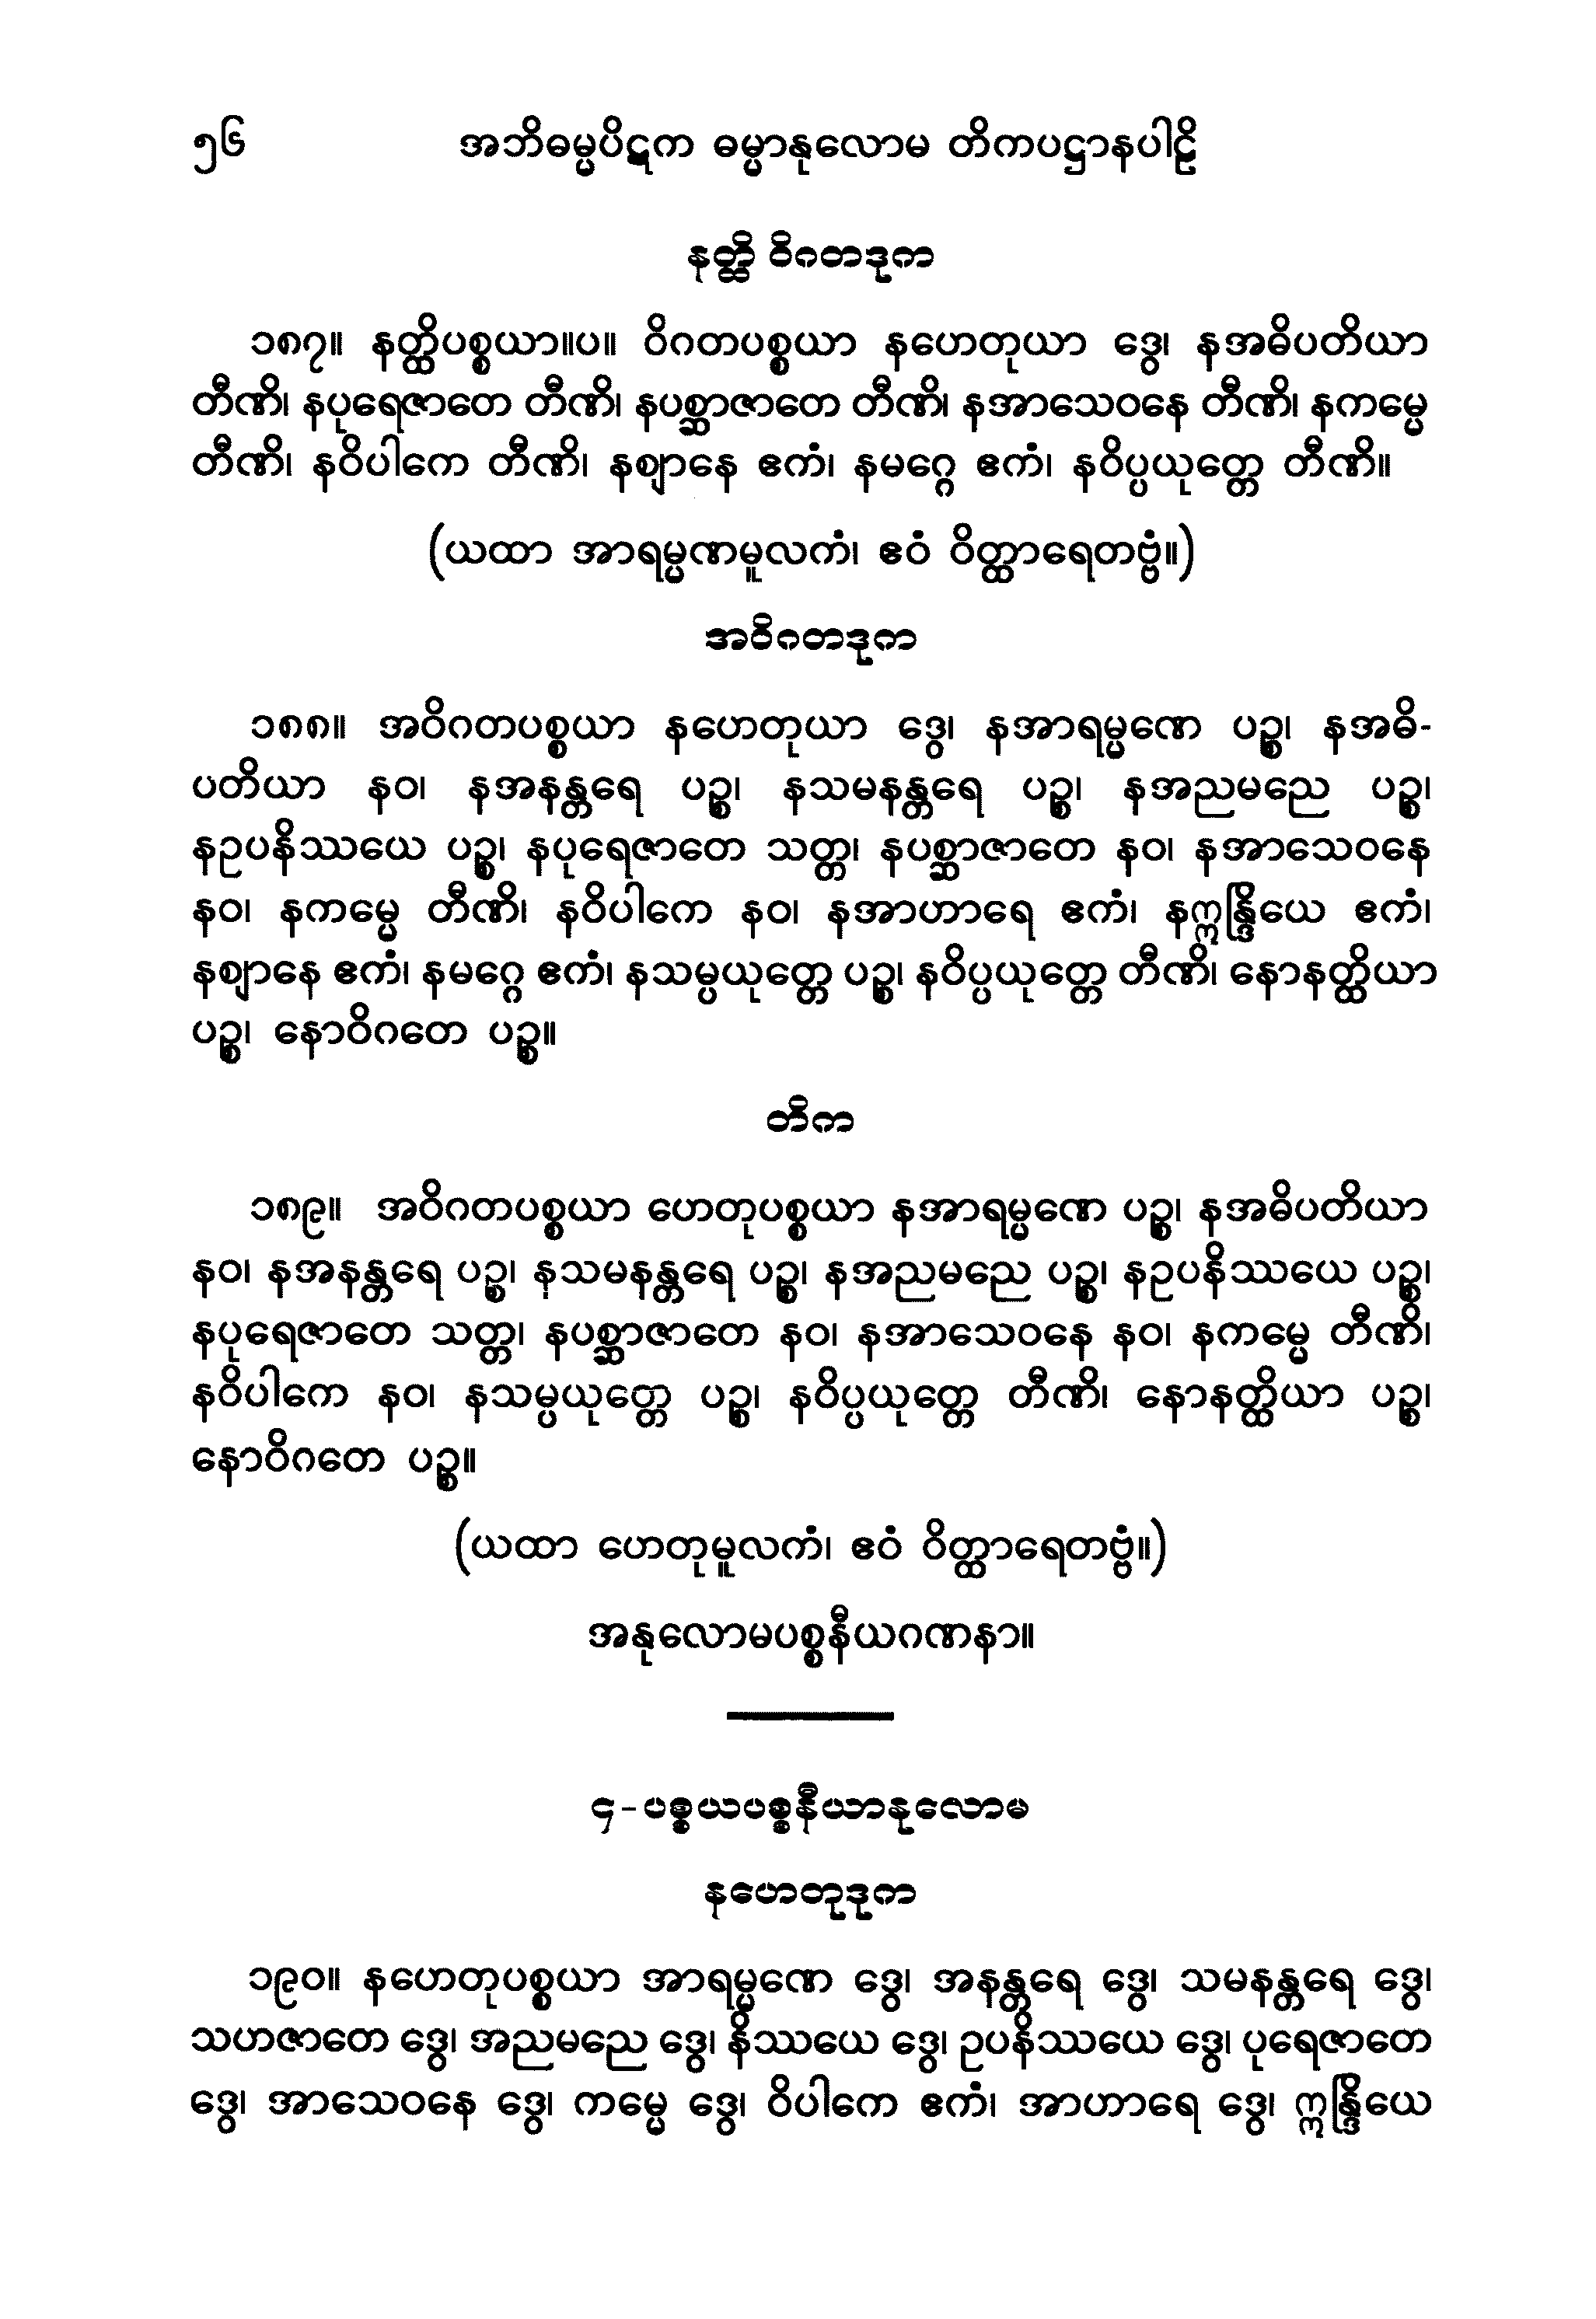 ၅၆ အဘိဓမ္မပိဋက ဓမ္မာနုလောမ တိကပဋ္ဌာနပါဠိ
နတ္ထိ ဝိဂတဒုက
၁၈၇။ နတ္ထိပစ္စယာ။ပ။ ဝိဂတပစ္စယာ နဟေတုယာ ဒွေ၊ နအဓိပတိယာ
တီဏိ၊ နပုရေဇာတေ တီဏိ၊ နပစ္ဆာဇာတေ တီဏိ၊ နအာသေဝနေ တီဏိ၊ နကမ္မေ
တီဏိ၊ နဝိပါကေ တီဏိ၊ နဈာနေ ဧကံ၊ နမဂ္ဂေ ဧကံ၊ နဝိပ္ပယုတ္တေ တီဏိ။
(ယထာ အာရမ္မဏမူလကံ၊ ဧဝံ ဝိတ္ထာရေတဗ္ဗံ။)
အဝိဂတဒုက
၁၈၈။ အဝိဂတပစ္စယာ နဟေတုယာ ဒွေ၊ နအာရမ္မဏေ ပဉ္စ၊ နအဓိ-
ပတိယာ နဝ၊ နအနန္တရေ ပဉ္စ၊ နသမနန္တရေ ပဉ္စ၊ နအညမညေ ပဉ္စ၊
နဥပနိဿယေ ပဉ္စ၊ နပုရေဇာတေ သတ္တ၊ နပစ္ဆာဇာတေ နဝ၊ နအာသေဝနေ
နဝ၊ နကမ္မေ တီဏိ၊ နဝိပါကေ နဝ၊ နအာဟာရေ ဧကံ၊ နဣန္ဒြိယေ ဧကံ၊
နဈာနေ ဧကံ၊ နမဂ္ဂေ ဧကံ၊ နသမ္ပယုတ္တေ ပဉ္စ၊ နဝိပ္ပယုတ္တေ တီဏိ၊ နောနတ္ထိယာ
ပဉ္စ၊ နောဝိဂတေ ပဉ္စ။
တိက
၁၈၉။ အဝိဂတပစ္စယာ ဟေတုပစ္စယာ နအာရမ္မဏေ ပဉ္စ၊ နအဓိပတိယာ
နဝ၊ နအနန္တရေ ပဉ္စ၊ နသမနန္တရေ ပဉ္စ၊ နအညမညေ ပဉ္စ၊ နဥပနိဿယေ ပဉ္စ၊
နပုရေဇာတေ သတ္တ၊ နပစ္ဆာဇာတေ နဝ၊ နအာသေဝနေ နဝ၊ နကမ္မေ တီဏိ၊
နဝိပါကေ နဝ၊ နသမ္ပယုတ္တေ ပဉ္စ၊ နဝိပ္ပယုတ္တေ တီဏိ၊ နောနတ္ထိယာ ပဉ္စ၊
နောဝိဂတေ ပဉ္စ။
(ယထာ ဟေတုမူလကံ၊ ဧဝံ ဝိတ္ထာရေတဗ္ဗံ။)
အနုလောမပစ္စနီယဂဏနာ။
၄-ပစ္စယပစ္စနီယာနုလောမ
နဟေတုဒုက
၁၉၀။ နဟေတုပစ္စယာ အာရမ္မဏေ ဒွေ၊ အနန္တရေ ဒွေ၊ သမနန္တရေ ဒွေ၊
သဟဇာတေ ဒွေ၊ အညမညေ ဒွေ၊ နိဿယေ ဒွေ၊ ဥပနိဿယေ ဒွေ၊ ပုရေဇာတေ
ဒွေ၊ အာသေဝနေ ဒွေ၊ ကမ္မေ ဒွေ၊ ဝိပါကေ ဧကံ၊ အာဟာရေ ဒွေ၊ ဣန္ဒြိယေ